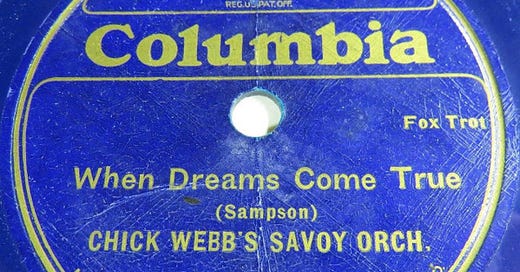 REG. U.S. PAT. OFF.
Columbia
Fox Trot
When Dreams Come True
(Sampson)
CHICK WEBB'S SAVOY ORCH.